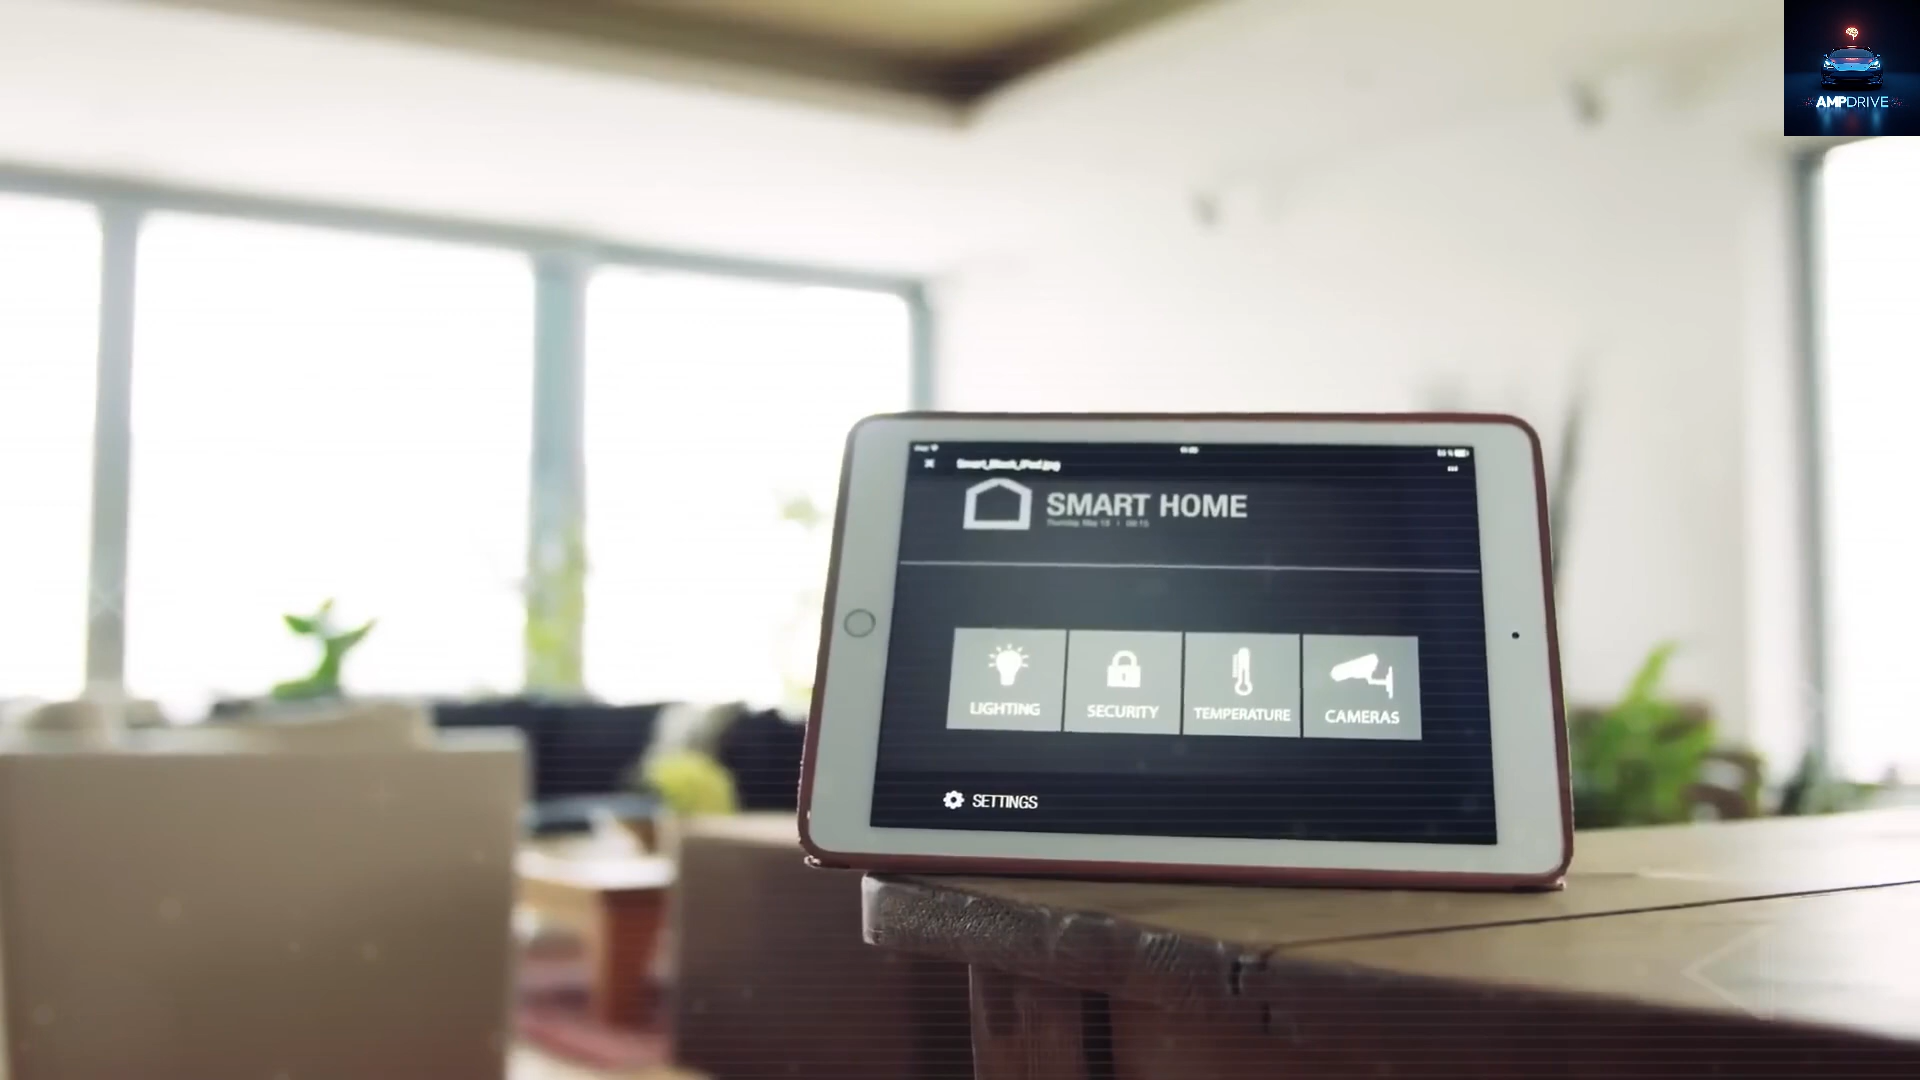 AMPDRIVE
SMART HOME
LIGHTING
SECURITY
TEMPERATURE
CAMERAS
SETTINGS